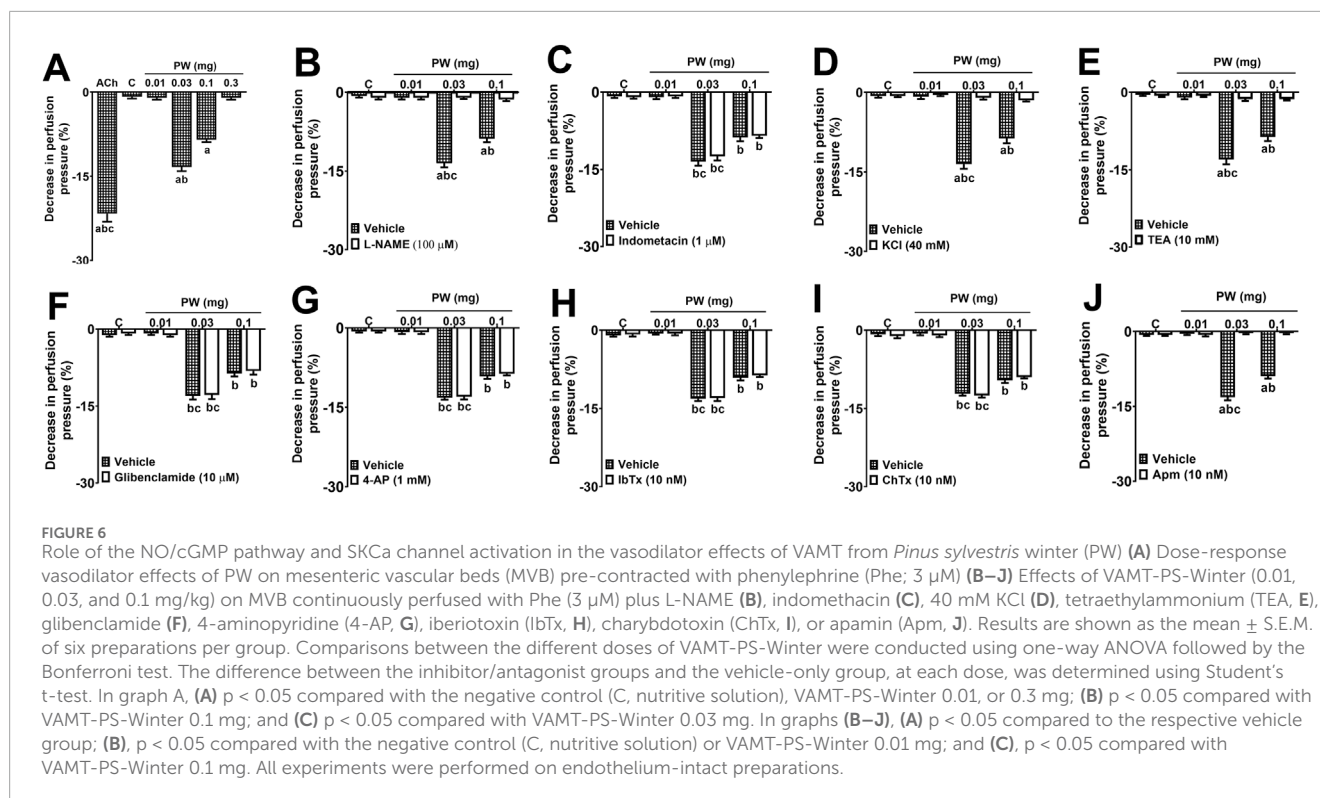 A
PW (mg)
ACh C 0.01 0.03 0.1 0.3
0
-15
-30
Decrease in perfusion
pressure (%)
abc
ab
a
B
PW (mg)
C 0.01 0.03 0.1
0
-15
-30
Decrease in perfusion
pressure (%)
abc
ab
Vehicle
L-NAME (100 µM)
C
PW (mg)
C 0.01 0.03 0.1
0
-15
-30
Decrease in perfusion
pressure (%)
bc bc
b b
Vehicle
Indometacin (1 µM)
D
PW (mg)
C 0.01 0.03 0.1
0
-15
-30
Decrease in perfusion
pressure (%)
abc
ab
Vehicle
KCl (40 mM)
E
PW (mg)
C 0.01 0.03 0.1
0
-15
-30
Decrease in perfusion
pressure (%)
abc
ab
Vehicle
TEA (10 mM)
F
PW (mg)
C 0.01 0.03 0.1
0
-15
-30
Decrease in perfusion
pressure (%)
bc bc
b b
Vehicle
Glibenclamide (10 µM)
G
PW (mg)
C 0.01 0.03 0.1
0
-15
-30
Decrease in perfusion
pressure (%)
bc bc
b b
Vehicle
4-AP (1 mM)
H
PW (mg)
C 0.01 0.03 0.1
0
-15
-30
Decrease in perfusion
pressure (%)
bc bc
b b
Vehicle
IbTx (10 nM)
I
PW (mg)
C 0.01 0.03 0.1
0
-15
-30
Decrease in perfusion
pressure (%)
bc bc
b b
Vehicle
ChTx (10 nM)
J
PW (mg)
C 0.01 0.03 0.1
0
-15
-30
Decrease in perfusion
pressure (%)
abc
ab
Vehicle
Apm (10 nM)
FIGURE 6
Role of the NO/cGMP pathway and SKCa channel activation in the vasodilator effects of VAMT from Pinus sylvestris winter (PW) (A) Dose-response
vasodilator effects of PW on mesenteric vascular beds (MVB) pre-contracted with phenylephrine (Phe; 3 µM) (B–J) Effects of VAMT-PS-Winter (0.01,
0.03, and 0.1 mg/kg) on MVB continuously perfused with Phe (3 µM) plus L-NAME (B), indomethacin (C), 40 mM KCl (D), tetraethylammonium (TEA, E),
glibenclamide (F), 4-aminopyridine (4-AP, G), iberiotoxin (IbTx, H), charybdotoxin (ChTx, I), or apamin (Apm, J). Results are shown as the mean ± S.E.M.
of six preparations per group. Comparisons between the different doses of VAMT-PS-Winter were conducted using one-way ANOVA followed by the
Bonferroni test. The difference between the inhibitor/antagonist groups and the vehicle-only group, at each dose, was determined using Student's
t-test. In graph A, (A) p < 0.05 compared with the negative control (C, nutritive solution), VAMT-PS-Winter 0.01, or 0.3 mg; (B) p < 0.05 compared with
VAMT-PS-Winter 0.1 mg; and (C) p < 0.05 compared with VAMT-PS-Winter 0.03 mg. In graphs (B–J), (A) p < 0.05 compared to the respective vehicle
group; (B), p < 0.05 compared with the negative control (C, nutritive solution) or VAMT-PS-Winter 0.01 mg; and (C), p < 0.05 compared with
VAMT-PS-Winter 0.1 mg. All experiments were performed on endothelium-intact preparations.